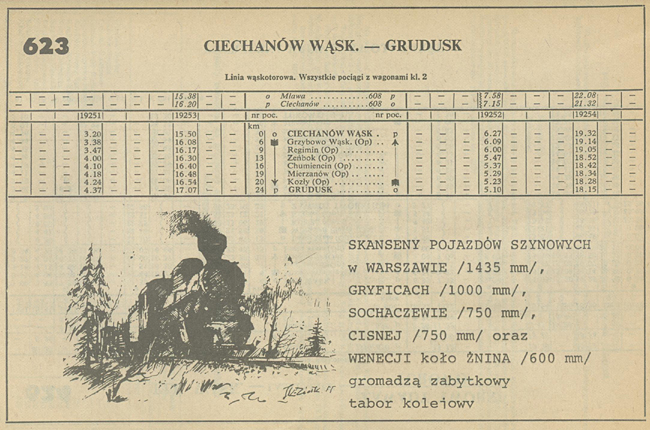 623
CIECHANÓW WĄSK. — GRUDUSK
Linia wąskotorowa. Wszystkie pociągi z wagonami kl. 2
— — — — — — — 15.38 — — o Mława ............... 608 p — — — 7.58 — — — 22.08 — —
— — — — — — — 16.20 — — p Ciechanów ............ 608 o — — — 7.15 — — — 21.32 — —
19251 19253 nr poc. nr poc. 19252 19254
km
— — — 3.20 — — — 15.50 — — 0 o CIECHANÓW WĄSK . p — — — 6.27 — — — 19.32 — —
— — — 3.38 — — — 16.08 — — 6 Grzybowo Wąsk. (Op) .. — — — 6.09 — — — 19.14 — —
— — — 3.47 — — — 16.17 — — 9 Regimin (Op) ......... — — — 6.00 — — — 19.05 — —
— — — 4.00 — — — 16.30 — — 13 Zeńbok (Op) .......... — — — 5.47 — — — 18.52 — —
— — — 4.10 — — — 16.40 — — 16 Chumiencin (Op) ...... — — — 5.37 — — — 18.42 — —
— — — 4.18 — — — 16.48 — — 19 Mierzanów (Op) ....... — — — 5.29 — — — 18.34 — —
— — — 4.24 — — — 16.54 — — 20 Kozły (Op) ........... — — — 5.23 — — — 18.28 — —
— — — 4.37 — — — 17.07 — — 24 p GRUDUSK ............ o — — — 5.10 — — — 18.15 — —
SKANSENY POJAZDÓW SZYNOWYCH
w WARSZAWIE /1435 mm/,
GRYFICACH /1000 mm/,
SOCHACZEWIE /750 mm/,
CISNEJ /750 mm/ oraz
WENECJI koło ŻNINA /600 mm/
gromadzą zabytkowy
tabor kolejowy